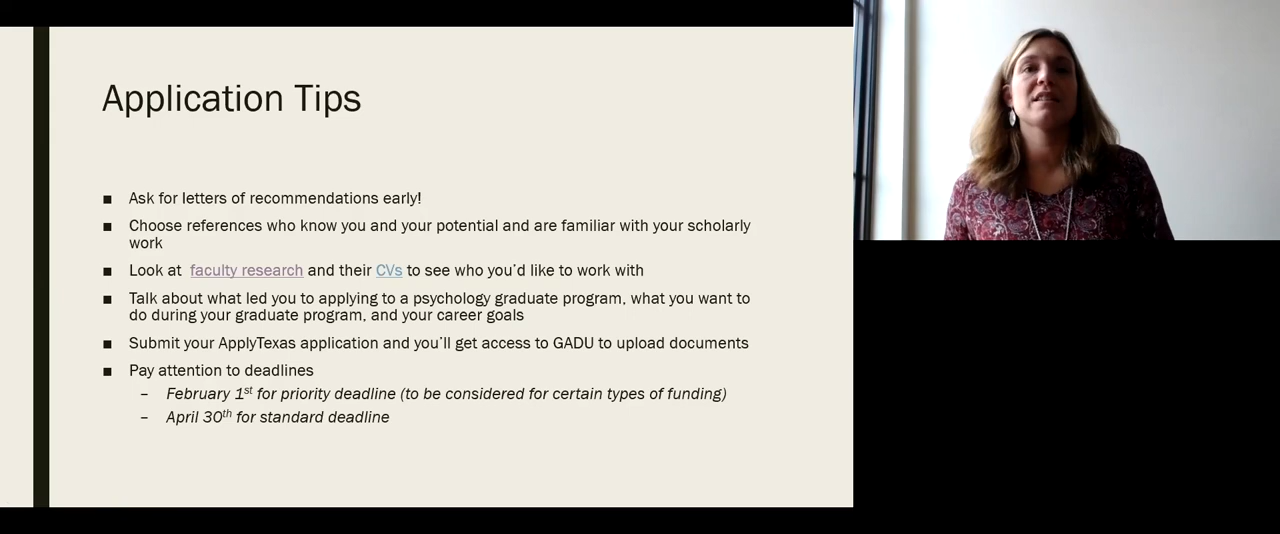 Application Tips
■ Ask for letters of recommendations early!
■ Choose references who know you and your potential and are familiar with your scholarly
work
■ Look at faculty research and their CVs to see who you’d like to work with
■ Talk about what led you to applying to a psychology graduate program, what you want to
do during your graduate program, and your career goals
■ Submit your ApplyTexas application and you’ll get access to GADU to upload documents
■ Pay attention to deadlines
– February 1st for priority deadline (to be considered for certain types of funding)
– April 30th for standard deadline